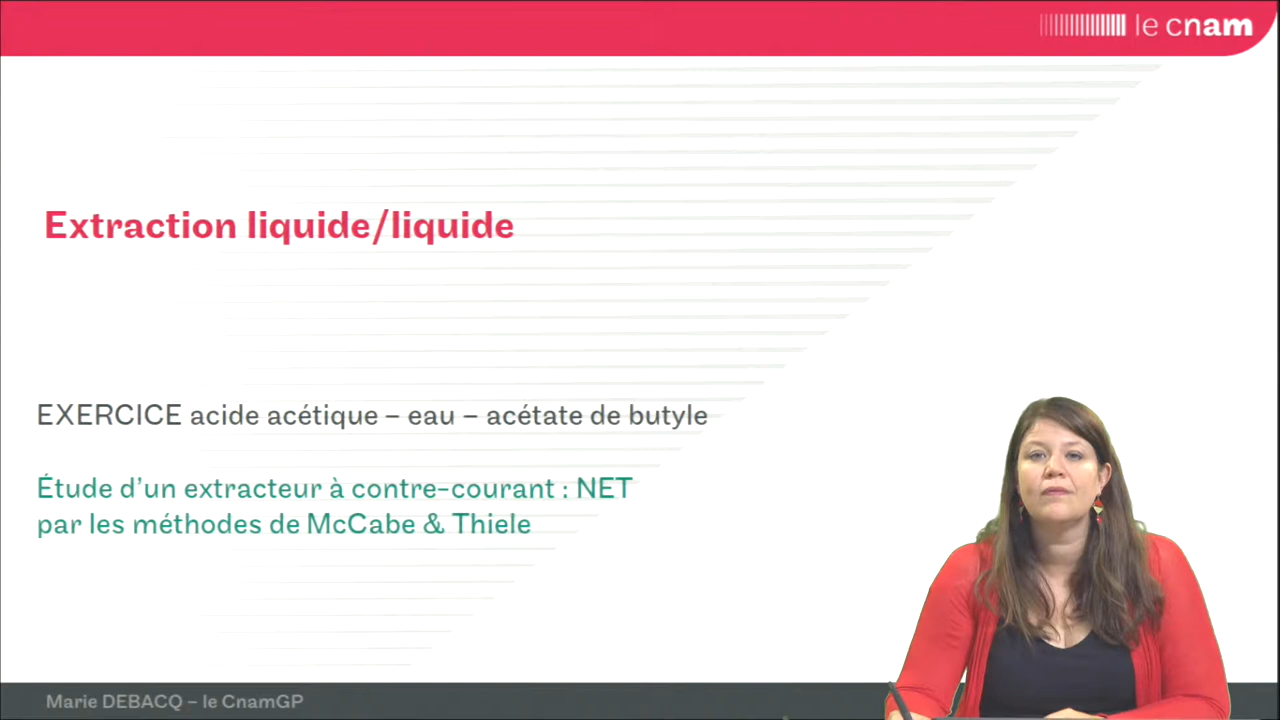 le cnam
Extraction liquide/liquide
EXERCICE acide acétique – eau – acétate de butyle
Étude d’un extracteur à contre-courant : NET
par les méthodes de McCabe & Thiele
Marie DEBACQ – le CnamGP